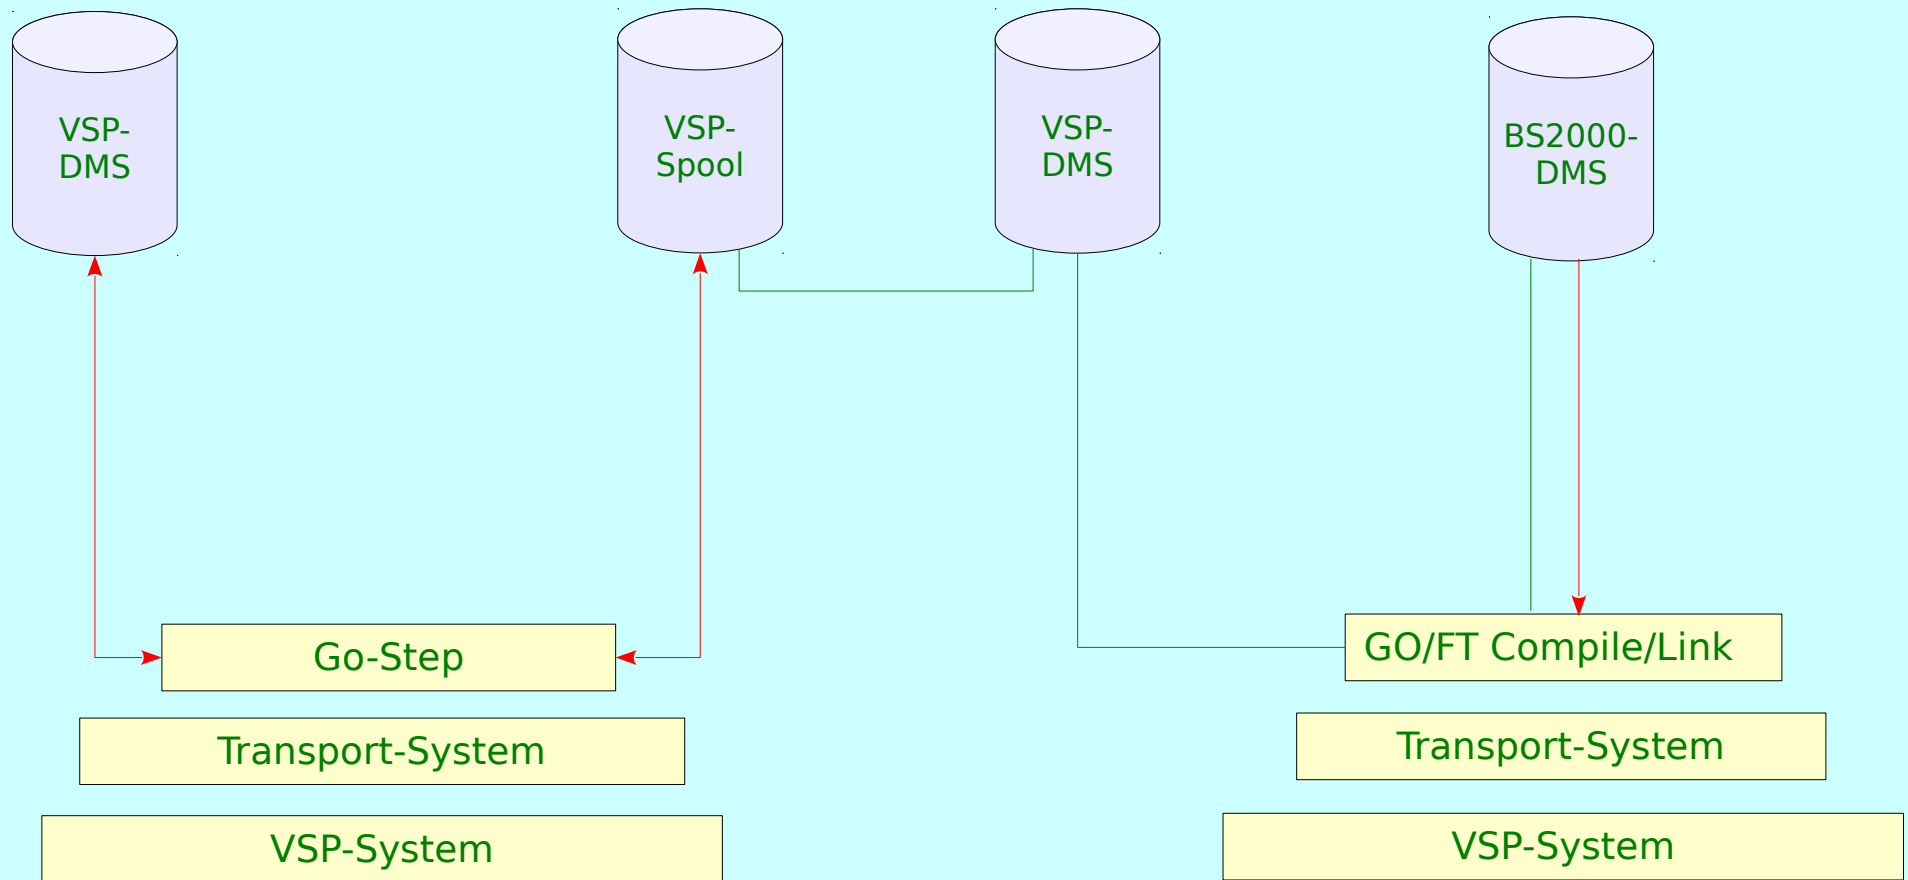 VSP-
DMS
VSP-
Spool
VSP-
DMS
BS2000-
DMS
Go-Step
GO/FT Compile/Link
Transport-System
Transport-System
VSP-System
VSP-System